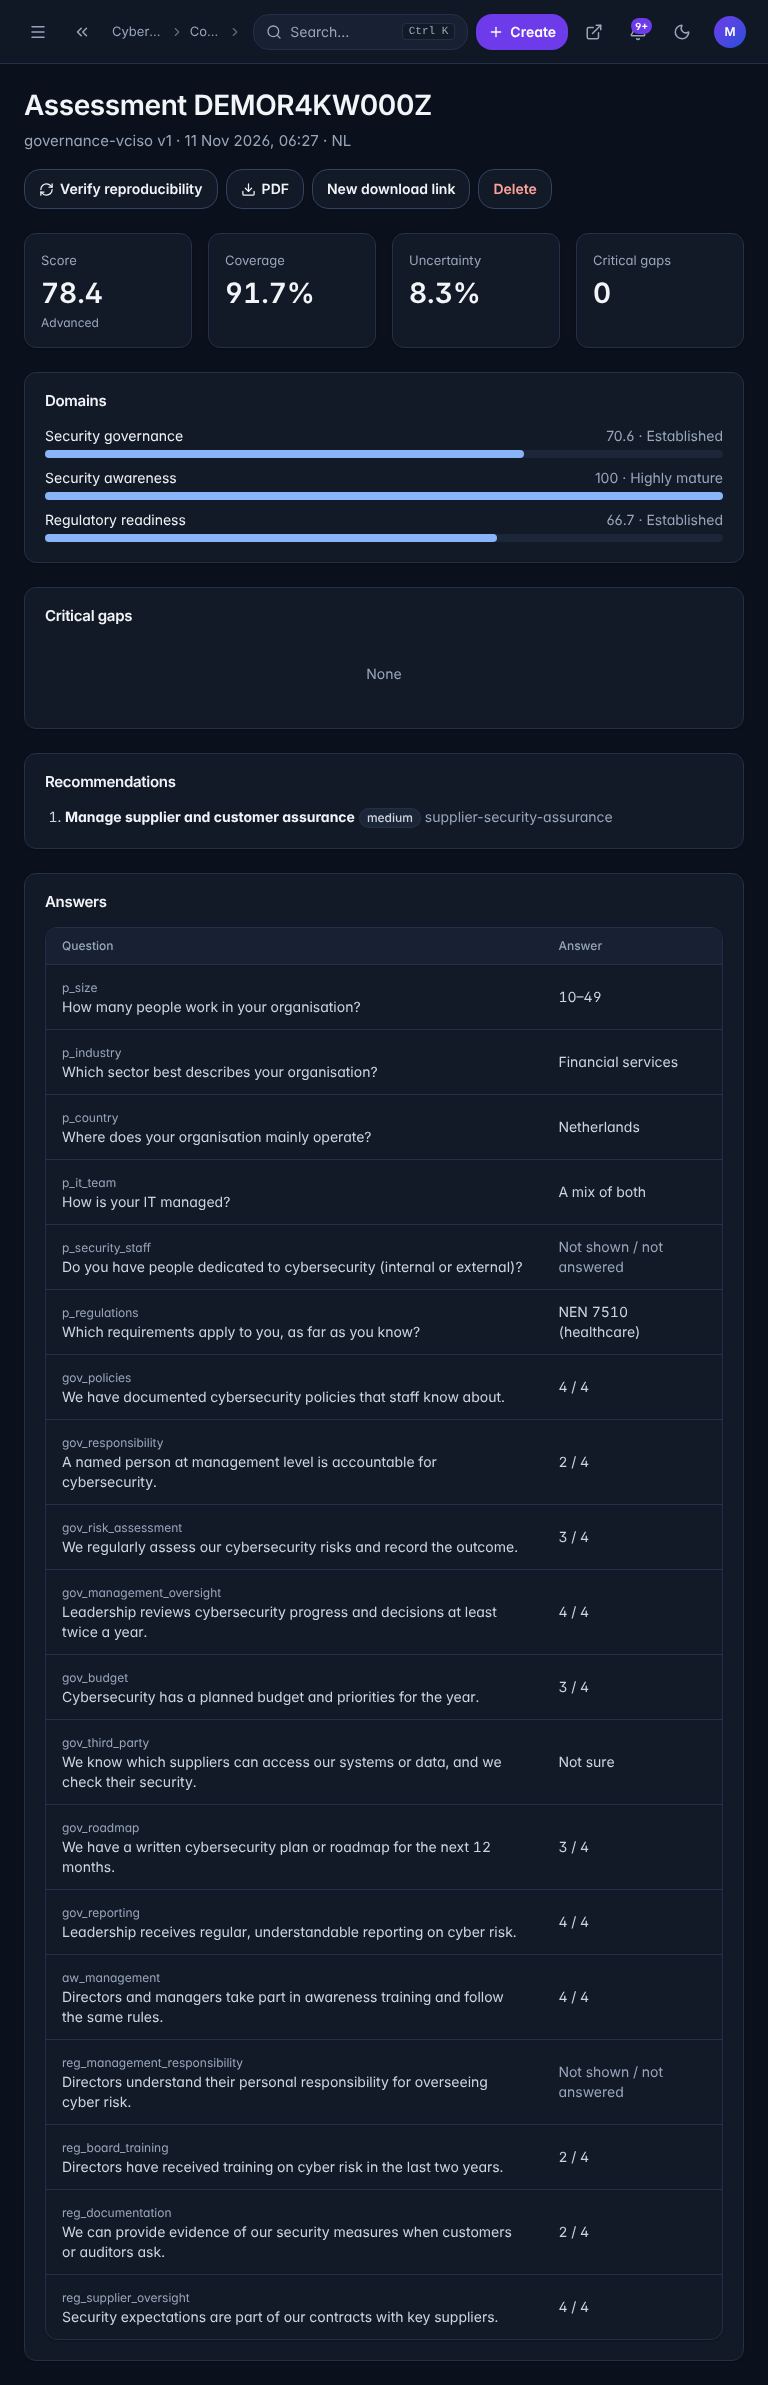 Cyber...
Co...
Search...
Ctrl K
Create
9+
M
Assessment DEMOR4KW000Z
governance-vciso v1 · 11 Nov 2026, 06:27 · NL
Verify reproducibility
PDF
New download link
Delete
Score
78.4
Advanced
Coverage
91.7%
Uncertainty
8.3%
Critical gaps
0
Domains
Security governance
70.6 · Established
Security awareness
100 · Highly mature
Regulatory readiness
66.7 · Established
Critical gaps
None
Recommendations
1. Manage supplier and customer assurance medium supplier-security-assurance
Answers
Question
Answer
p_size
How many people work in your organisation?
10–49
p_industry
Which sector best describes your organisation?
Financial services
p_country
Where does your organisation mainly operate?
Netherlands
p_it_team
How is your IT managed?
A mix of both
p_security_staff
Do you have people dedicated to cybersecurity (internal or external)?
Not shown / not
answered
p_regulations
Which requirements apply to you, as far as you know?
NEN 7510
(healthcare)
gov_policies
We have documented cybersecurity policies that staff know about.
4 / 4
gov_responsibility
A named person at management level is accountable for
cybersecurity.
2 / 4
gov_risk_assessment
We regularly assess our cybersecurity risks and record the outcome.
3 / 4
gov_management_oversight
Leadership reviews cybersecurity progress and decisions at least
twice a year.
4 / 4
gov_budget
Cybersecurity has a planned budget and priorities for the year.
3 / 4
gov_third_party
We know which suppliers can access our systems or data, and we
check their security.
Not sure
gov_roadmap
We have a written cybersecurity plan or roadmap for the next 12
months.
3 / 4
gov_reporting
Leadership receives regular, understandable reporting on cyber risk.
4 / 4
aw_management
Directors and managers take part in awareness training and follow
the same rules.
4 / 4
reg_management_responsibility
Directors understand their personal responsibility for overseeing
cyber risk.
Not shown / not
answered
reg_board_training
Directors have received training on cyber risk in the last two years.
2 / 4
reg_documentation
We can provide evidence of our security measures when customers
or auditors ask.
2 / 4
reg_supplier_oversight
Security expectations are part of our contracts with key suppliers.
4 / 4